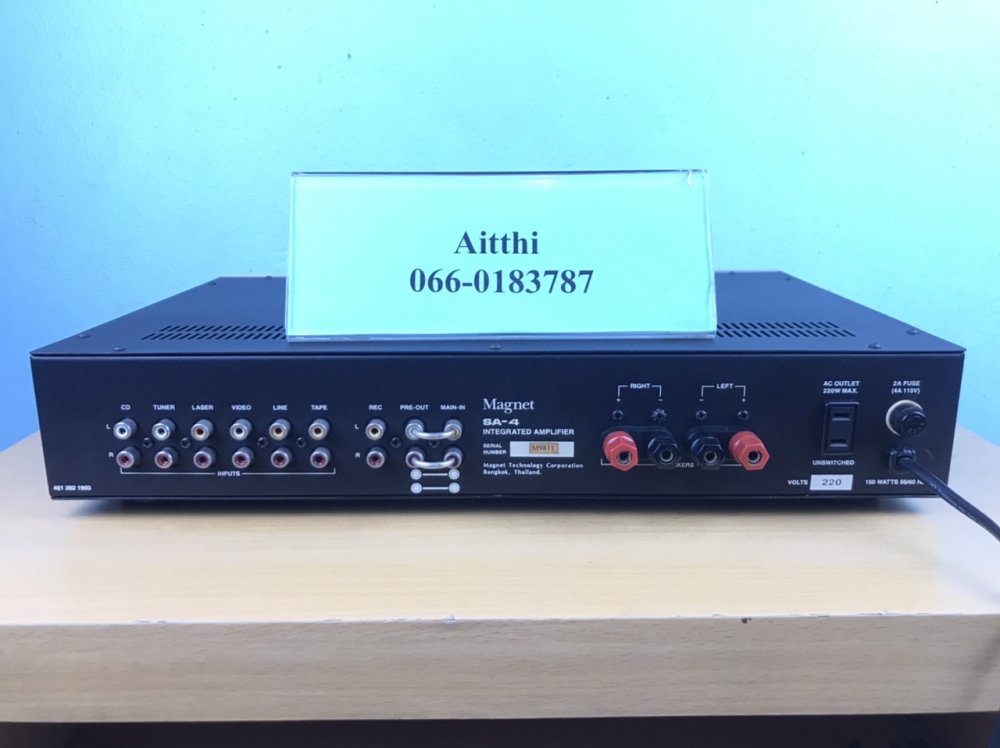 Aitthi
066-0183787
CD TUNER LASER VIDEO LINE TAPE REC PRE-OUT MAIN-IN
L L
R R
INPUTS
401 302 1903
Magnet
SA-4
INTEGRATED AMPLIFIER
SERIAL
NUMBER
Magnet Technology Corporation
Bangkok, Thailand.
RIGHT LEFT
AC OUTLET
220W MAX.
UNSWITCHED
VOLTS 220
2A FUSE
(4A 110V)
150 WATTS 50/60